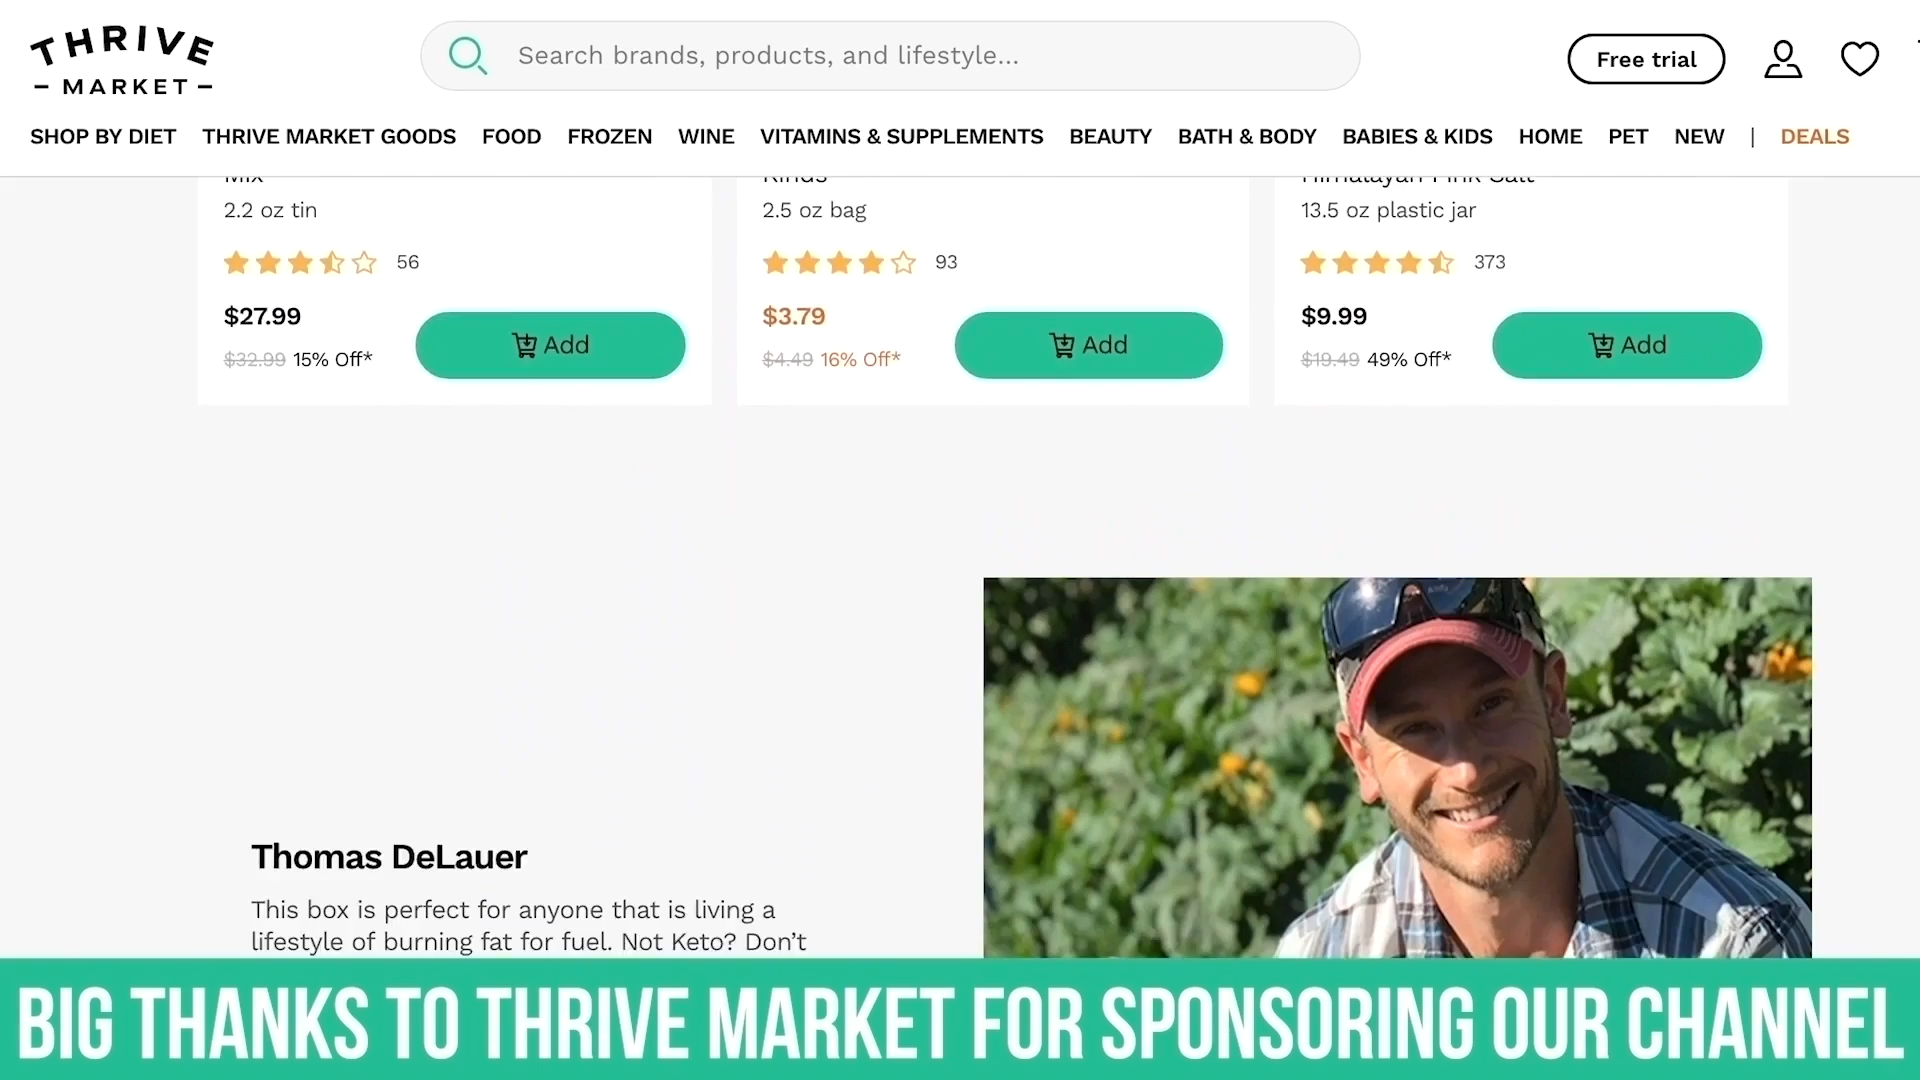 THRIVE
MARKET
Search brands, products, and lifestyle...
Free trial
SHOP BY DIET THRIVE MARKET GOODS FOOD FROZEN WINE VITAMINS & SUPPLEMENTS BEAUTY BATH & BODY BABIES & KIDS HOME PET NEW | DEALS
Mix
2.2 oz tin
56
$27.99
$32.99 15% Off*
Add
Rinds
2.5 oz bag
93
$3.79
$4.49 16% Off*
Add
Himalayan Pink Salt
13.5 oz plastic jar
373
$9.99
$19.49 49% Off*
Add
Thomas DeLauer
This box is perfect for anyone that is living a
lifestyle of burning fat for fuel. Not Keto? Don't
BIG THANKS TO THRIVE MARKET FOR SPONSORING OUR CHANNEL